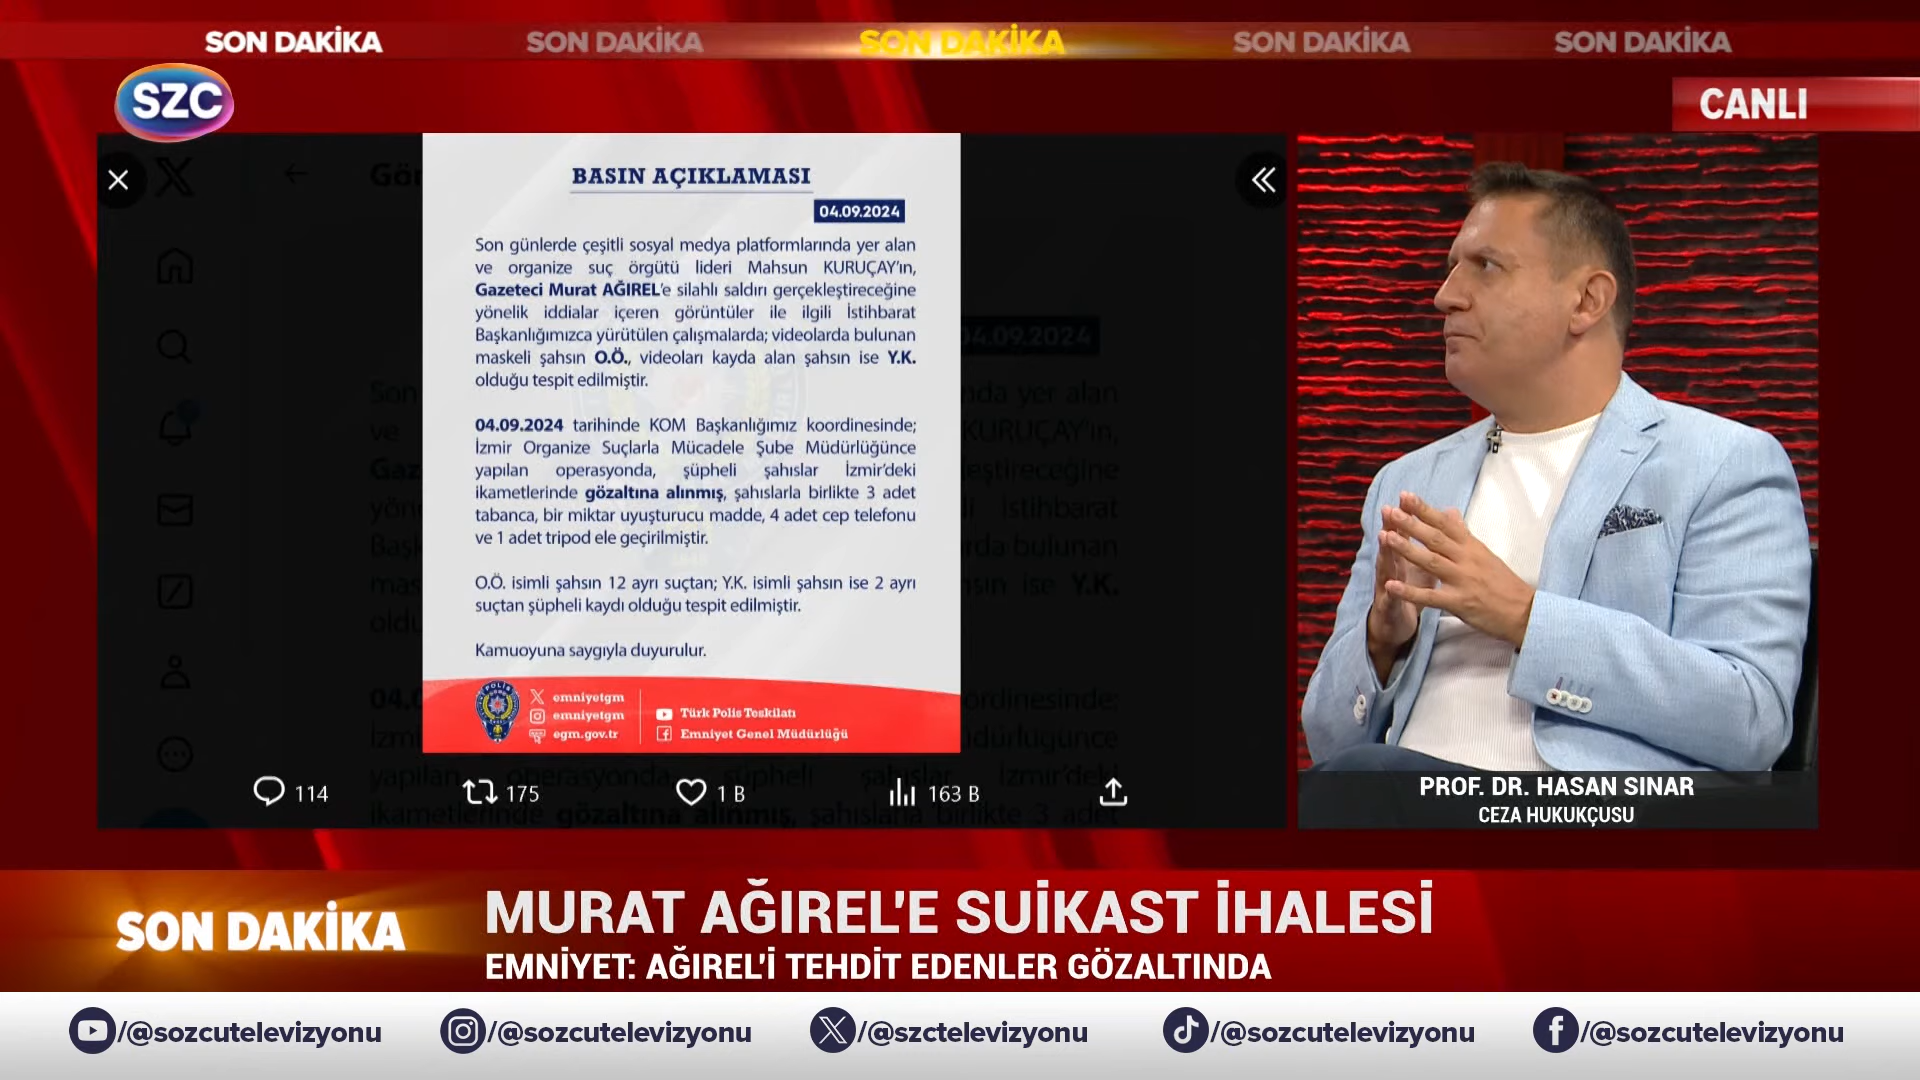 SON DAKİKA SON DAKİKA SON DAKİKA SON DAKİKA SON DAKİKA
SZC
CANLI
BASIN AÇIKLAMASI
04.09.2024
Son günlerde çeşitli sosyal medya platformlarında yer alan
ve organize suç örgütü lideri Mahsun KURUÇAY'ın,
Gazeteci Murat AĞIREL'e silahlı saldırı gerçekleştireceğine
yönelik iddialar içeren görüntüler ile ilgili İstihbarat
Başkanlığımızca yürütülen çalışmalarda; videolarda bulunan
maskeli şahsın O.Ö., videoları kayda alan şahsın ise Y.K.
olduğu tespit edilmiştir.
04.09.2024 tarihinde KOM Başkanlığımız koordinesinde;
İzmir Organize Suçlarla Mücadele Şube Müdürlüğünce
yapılan operasyonda, şüpheli şahıslar İzmir'deki
ikametlerinde gözaltına alınmış, şahıslarla birlikte 3 adet
tabanca, bir miktar uyuşturucu madde, 4 adet cep telefonu
ve 1 adet tripod ele geçirilmiştir.
O.Ö. isimli şahsın 12 ayrı suçtan; Y.K. isimli şahsın ise 2 ayrı
suçtan şüpheli kaydı olduğu tespit edilmiştir.
Kamuoyuna saygıyla duyurulur.
POLİS
emniyetgm
emniyetgm
egm.gov.tr
Türk Polis Teşkilatı
Emniyet Genel Müdürlüğü
114 175 1 B 163 B
PROF. DR. HASAN SINAR
CEZA HUKUKÇUSU
SON DAKİKA
MURAT AĞIREL'E SUİKAST İHALESİ
EMNİYET: AĞIREL'İ TEHDİT EDENLER GÖZALTINDA
/@sozcutelevizyonu /@sozcutelevizyonu /@szctelevizyonu /@sozcutelevizyonu /@sozcutelevizyonu